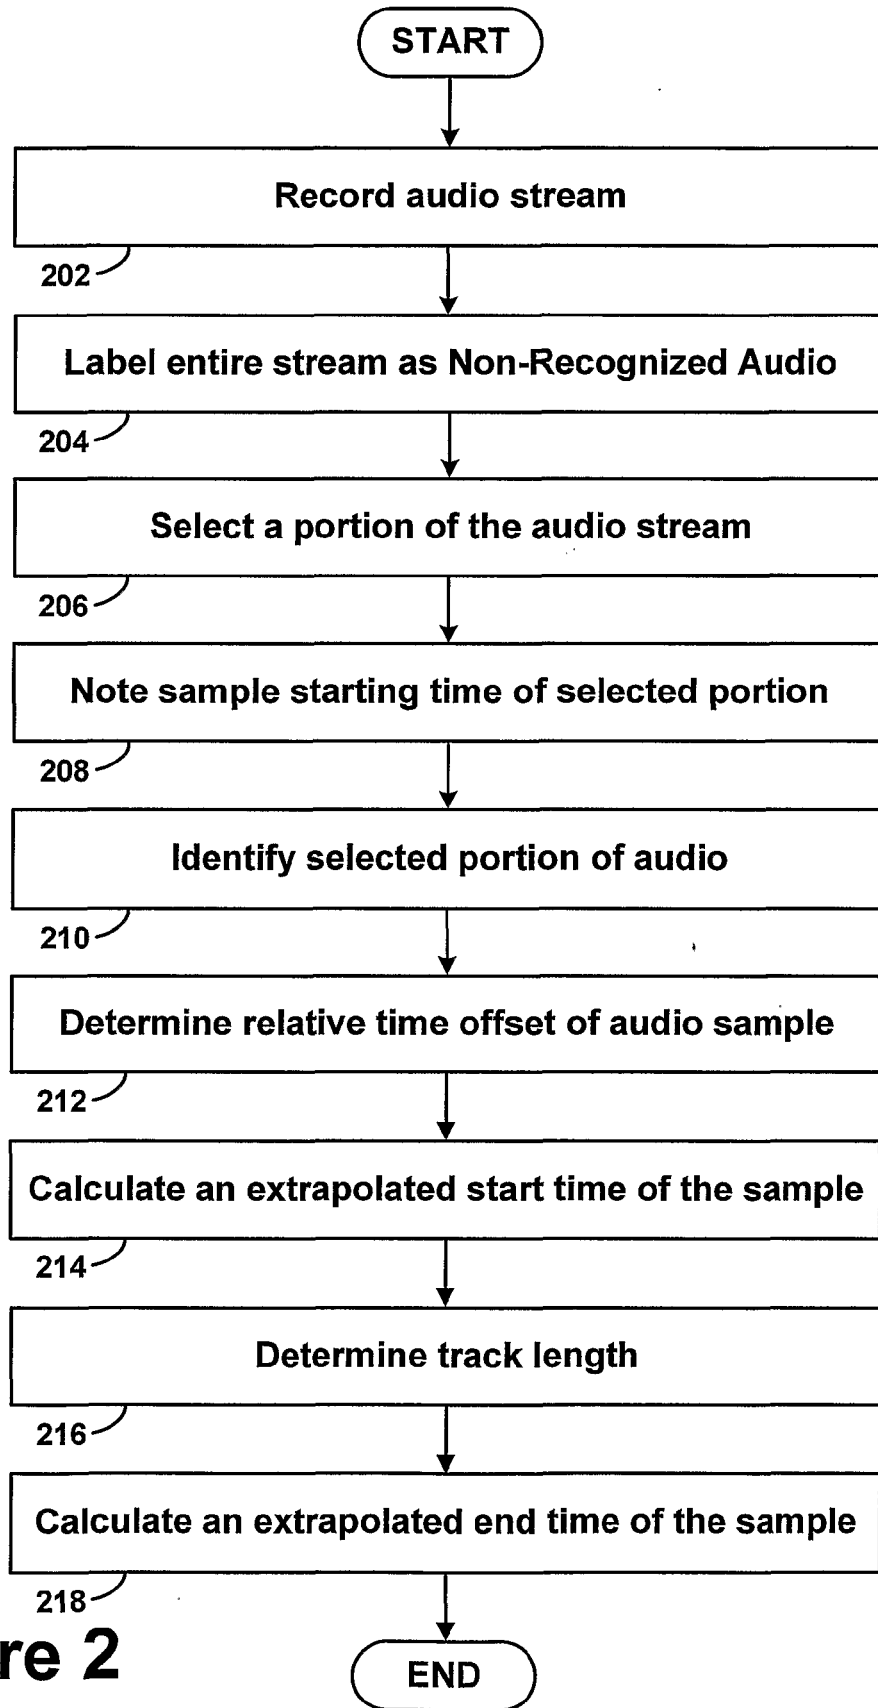 START
Record audio stream
202
Label entire stream as Non-Recognized Audio
204
Select a portion of the audio stream
206
Note sample starting time of selected portion
208
Identify selected portion of audio
210
Determine relative time offset of audio sample
212
Calculate an extrapolated start time of the sample
214
Determine track length
216
Calculate an extrapolated end time of the sample
218
re 2
END